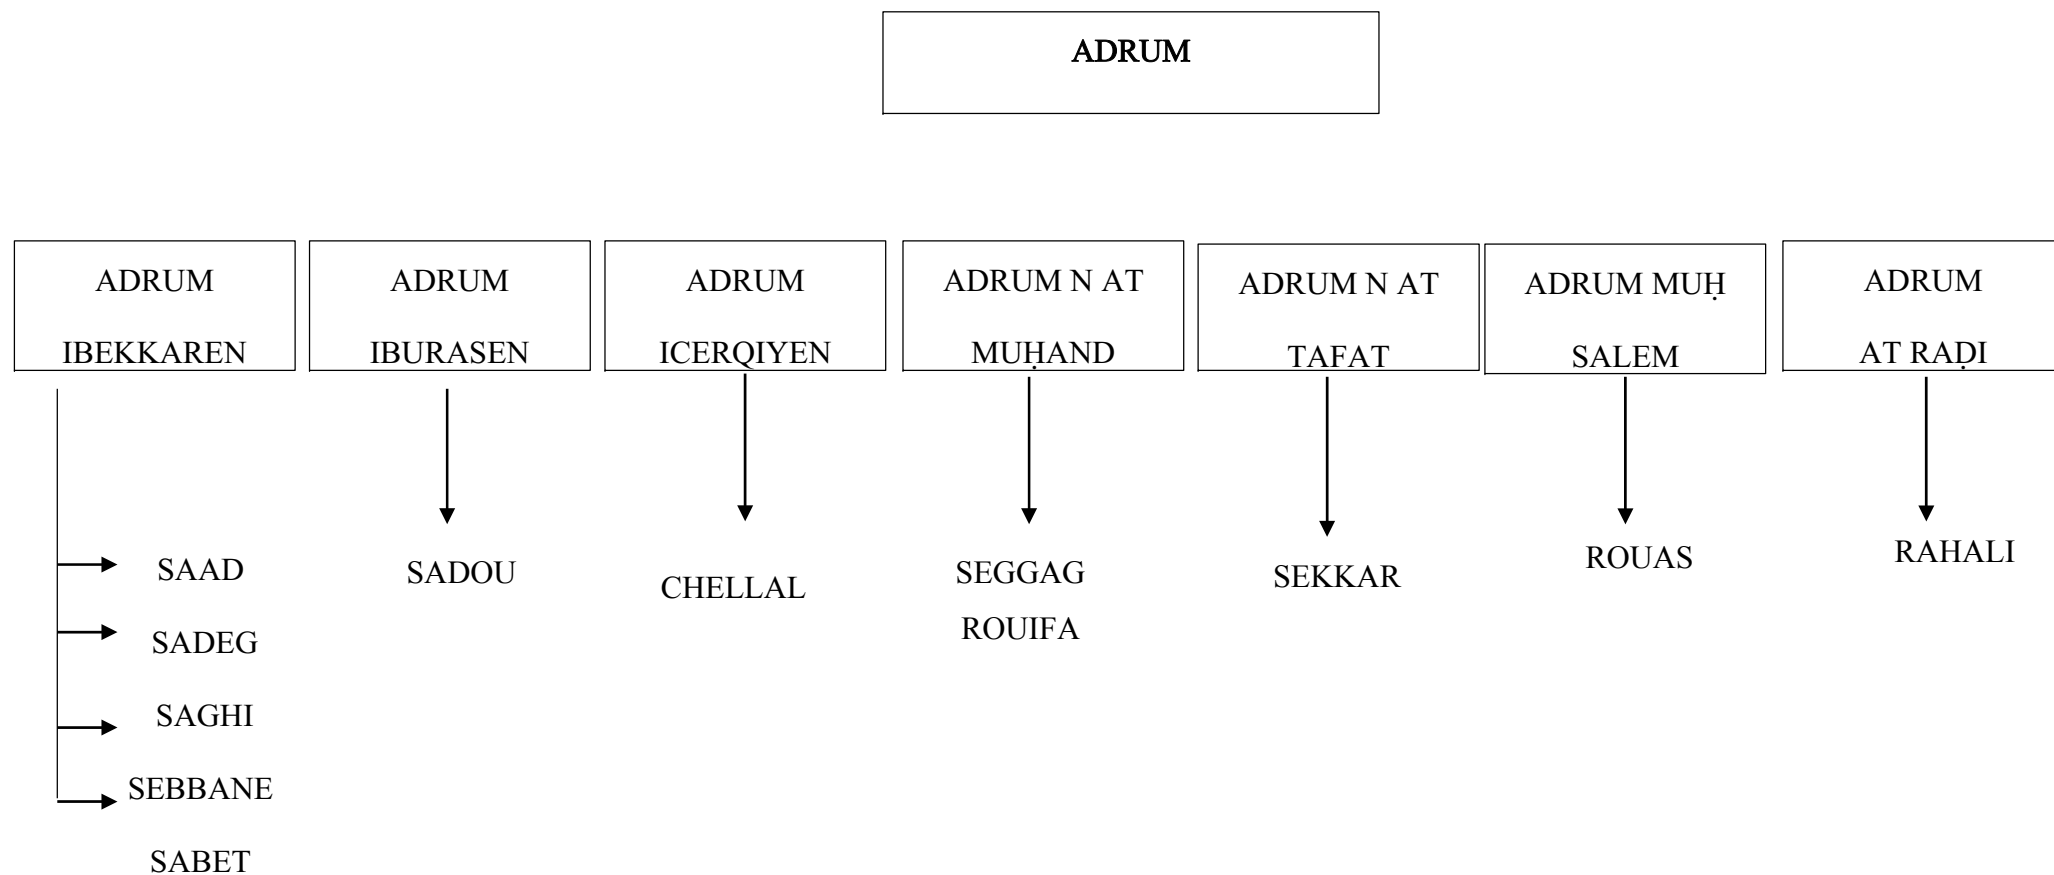 ADRUM
ADRUM
IBEKKAREN
ADRUM
IBURASEN
ADRUM
ICERQIYEN
ADRUM N AT
MUḤAND
ADRUM N AT
TAFAT
ADRUM MUḤ
SALEM
ADRUM
AT RAḌI
SAAD
SADEG
SAGHI
SEBBANE
SABET
SADOU
CHELLAL
SEGGAG
ROUIFA
SEKKAR
ROUAS
RAHALI